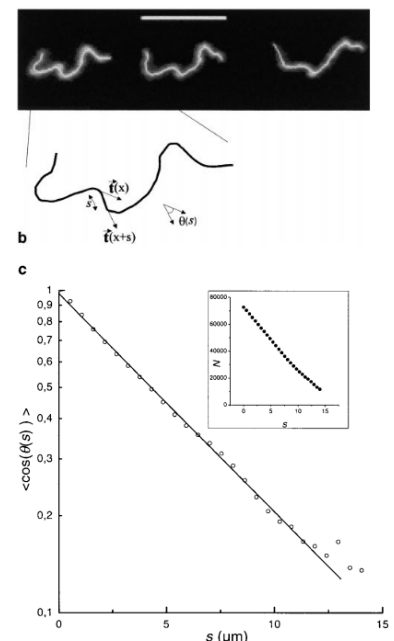 t(x)
s
θ(s)
t(x+s)
b
c
1
0,9
0,8
0,7
0,6
0,5
0,4
0,3
0,2
0,1
<cos(θ(s))>
0
5
10
15
s (µm)
80000
60000
40000
20000
0
N
0
5
10
15
s